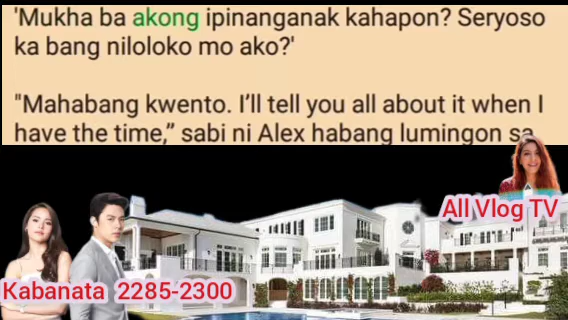 'Mukha ba akong ipinanganak kahapon? Seryoso
ka bang niloloko mo ako?'
"Mahabang kwento. I’ll tell you all about it when I
have the time,” sabi ni Alex habang lumingon sa
All Vlog TV
Kabanata 2285-2300